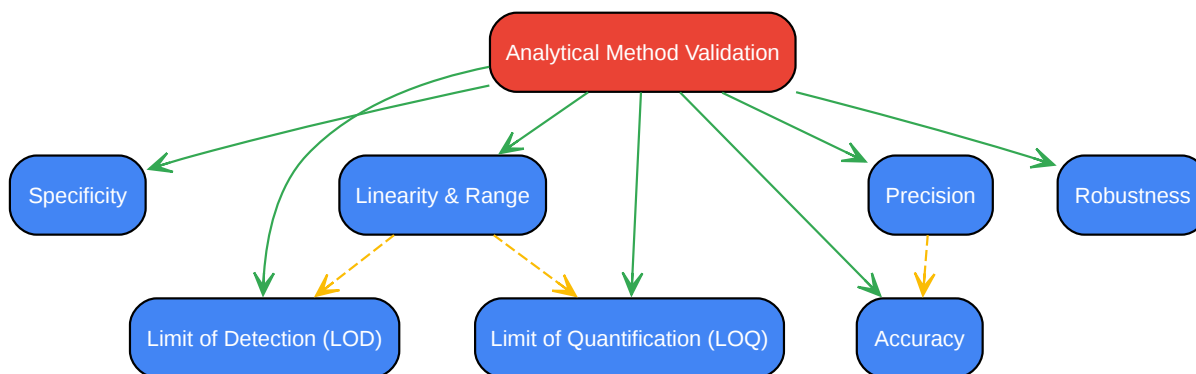 Analytical Method Validation
Specificity
Linearity & Range
Precision
Robustness
Limit of Detection (LOD)
Limit of Quantification (LOQ)
Accuracy